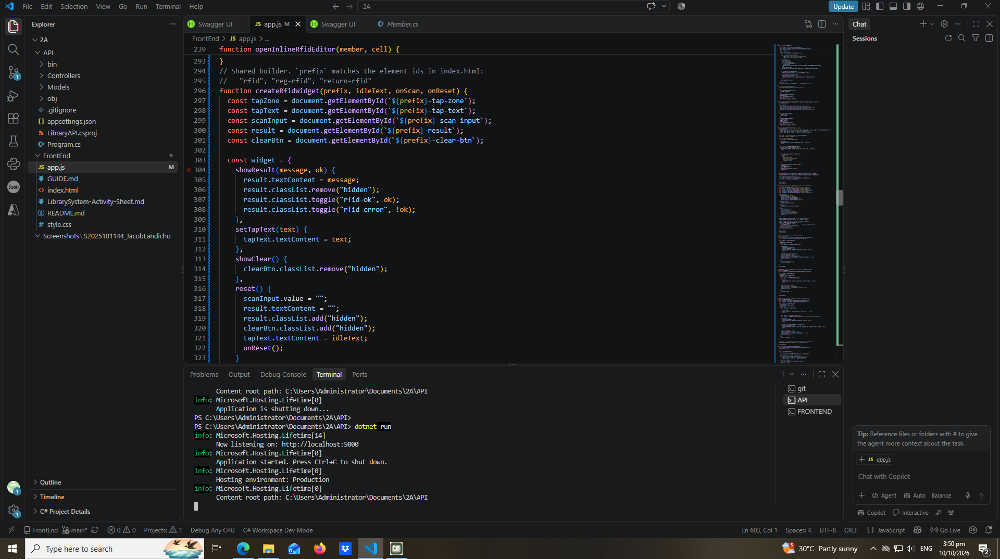 File Edit Selection View Go Run Terminal Help
2A
Update
Explorer
2A
API
bin
Controllers
Models
obj
.gitignore
appsettings.json
LibraryAPI.csproj
Program.cs
FrontEnd
app.js M
GUIDE.md
index.html
LibrarySystem-Activity-Sheet.md
README.md
style.css
Screenshots\S2025101144_JacobLandicho
Outline
Timeline
C# Project Details
Swagger UI
JS app.js M
Swagger UI
Member.cs
FrontEnd > JS app.js > ...
239 function openInlineRfidEditor(member, cell) {
293 }
294 // Shared builder. `prefix` matches the element ids in index.html:
295 //   "rfid", "reg-rfid", "return-rfid"
296 function createRfidWidget(prefix, idleText, onScan, onReset) {
297 const tapZone = document.getElementById(`${prefix}-tap-zone`);
298 const tapText = document.getElementById(`${prefix}-tap-text`);
299 const scanInput = document.getElementById(`${prefix}-scan-input`);
300 const result = document.getElementById(`${prefix}-result`);
301 const clearBtn = document.getElementById(`${prefix}-clear-btn`);
302
303 const widget = {
304 showResult(message, ok) {
305 result.textContent = message;
306 result.classList.remove("hidden");
307 result.classList.toggle("rfid-ok", ok);
308 result.classList.toggle("rfid-error", !ok);
309 },
310 setTapText(text) {
311 tapText.textContent = text;
312 },
313 showClear() {
314 clearBtn.classList.remove("hidden");
315 },
316 reset() {
317 scanInput.value = "";
318 result.textContent = "";
319 result.classList.add("hidden");
320 clearBtn.classList.add("hidden");
321 tapText.textContent = idleText;
322 onReset();
323 }
Problems Output Debug Console Terminal Ports
Content root path: C:\Users\Administrator\Documents\2A\API
info: Microsoft.Hosting.Lifetime[0]
Application is shutting down...
PS C:\Users\Administrator\Documents\2A\API>
PS C:\Users\Administrator\Documents\2A\API> dotnet run
info: Microsoft.Hosting.Lifetime[14]
Now listening on: http://localhost:5000
info: Microsoft.Hosting.Lifetime[0]
Application started. Press Ctrl+C to shut down.
info: Microsoft.Hosting.Lifetime[0]
Hosting environment: Production
info: Microsoft.Hosting.Lifetime[0]
Content root path: C:\Users\Administrator\Documents\2A\API
git
API
FRONTEND
Chat
Sessions
Tip: Reference files or folders with # to give
the agent more context about the task.
JS app.js
Chat with Copilot
Agent Auto Balance
Copilot Interactive
FrontEnd main* 0 0 Projects: 1 Debug Any CPU C# Workspace Dev Mode
Ln 603, Col 1 Spaces: 4 UTF-8 CRLF { } JavaScript Go Live
Type here to search
30°C Partly sunny ENG
3:50 pm
10/10/2026